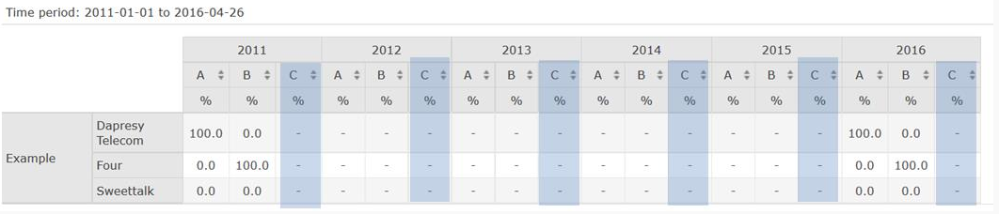 Time period: 2011-01-01 to 2016-04-26
2011 2012 2013 2014 2015 2016
A B C A B C A B C A B C A B C A B C
% % % % % % % % % % % % % % % % % %
Example
Dapresy Telecom 100.0 0.0 - - - - - - - - - - - - - 100.0 0.0 -
Four 0.0 100.0 - - - - - - - - - - - - - 0.0 100.0 -
Sweettalk 0.0 0.0 - - - - - - - - - - - - - 0.0 0.0 -